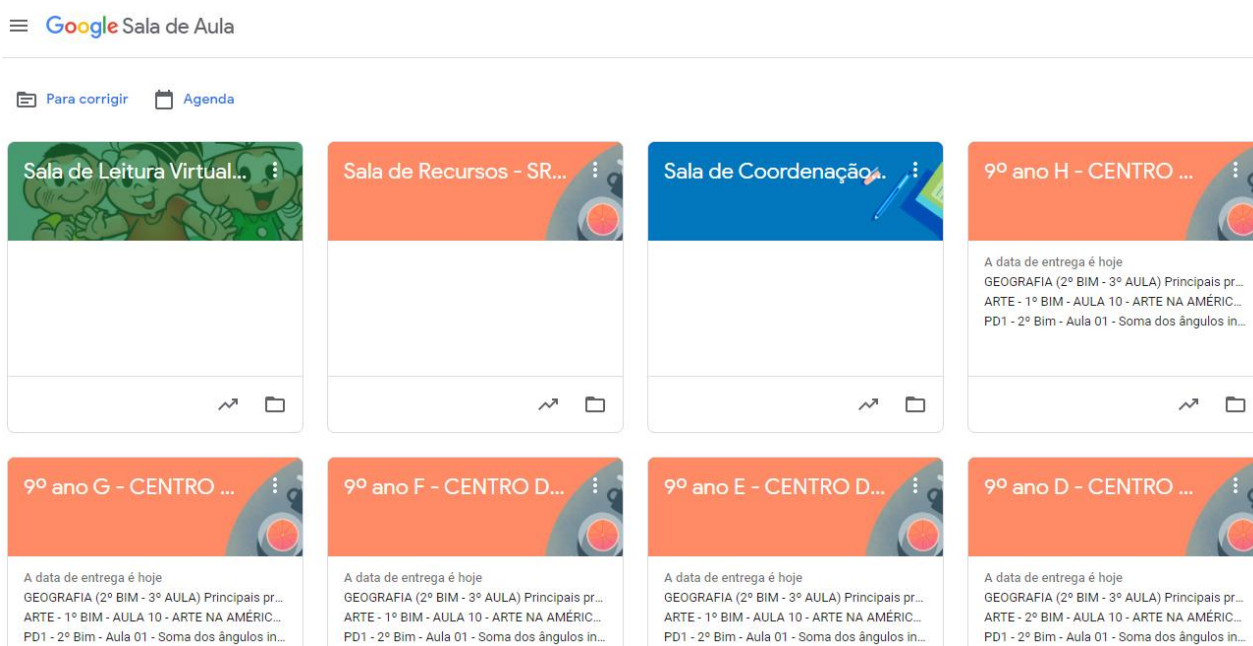 Google Sala de Aula
Para corrigir
Agenda
Sala de Leitura Virtual...
Sala de Recursos - SR...
Sala de Coordenação...
9º ano H - CENTRO ...
A data de entrega é hoje
GEOGRAFIA (2º BIM - 3º AULA) Principais pr...
ARTE - 1º BIM - AULA 10 - ARTE NA AMÉRIC...
PD1 - 2º Bim - Aula 01 - Soma dos ângulos in...
9º ano G - CENTRO ...
A data de entrega é hoje
GEOGRAFIA (2º BIM - 3º AULA) Principais pr...
ARTE - 1º BIM - AULA 10 - ARTE NA AMÉRIC...
PD1 - 2º Bim - Aula 01 - Soma dos ângulos in...
9º ano F - CENTRO D...
A data de entrega é hoje
GEOGRAFIA (2º BIM - 3º AULA) Principais pr...
ARTE - 1º BIM - AULA 10 - ARTE NA AMÉRIC...
PD1 - 2º Bim - Aula 01 - Soma dos ângulos in...
9º ano E - CENTRO D...
A data de entrega é hoje
GEOGRAFIA (2º BIM - 3º AULA) Principais pr...
ARTE - 1º BIM - AULA 10 - ARTE NA AMÉRIC...
PD1 - 2º Bim - Aula 01 - Soma dos ângulos in...
9º ano D - CENTRO ...
A data de entrega é hoje
GEOGRAFIA (2º BIM - 3º AULA) Principais pr...
ARTE - 2º BIM - AULA 10 - ARTE NA AMÉRIC...
PD1 - 2º Bim - Aula 01 - Soma dos ângulos in...